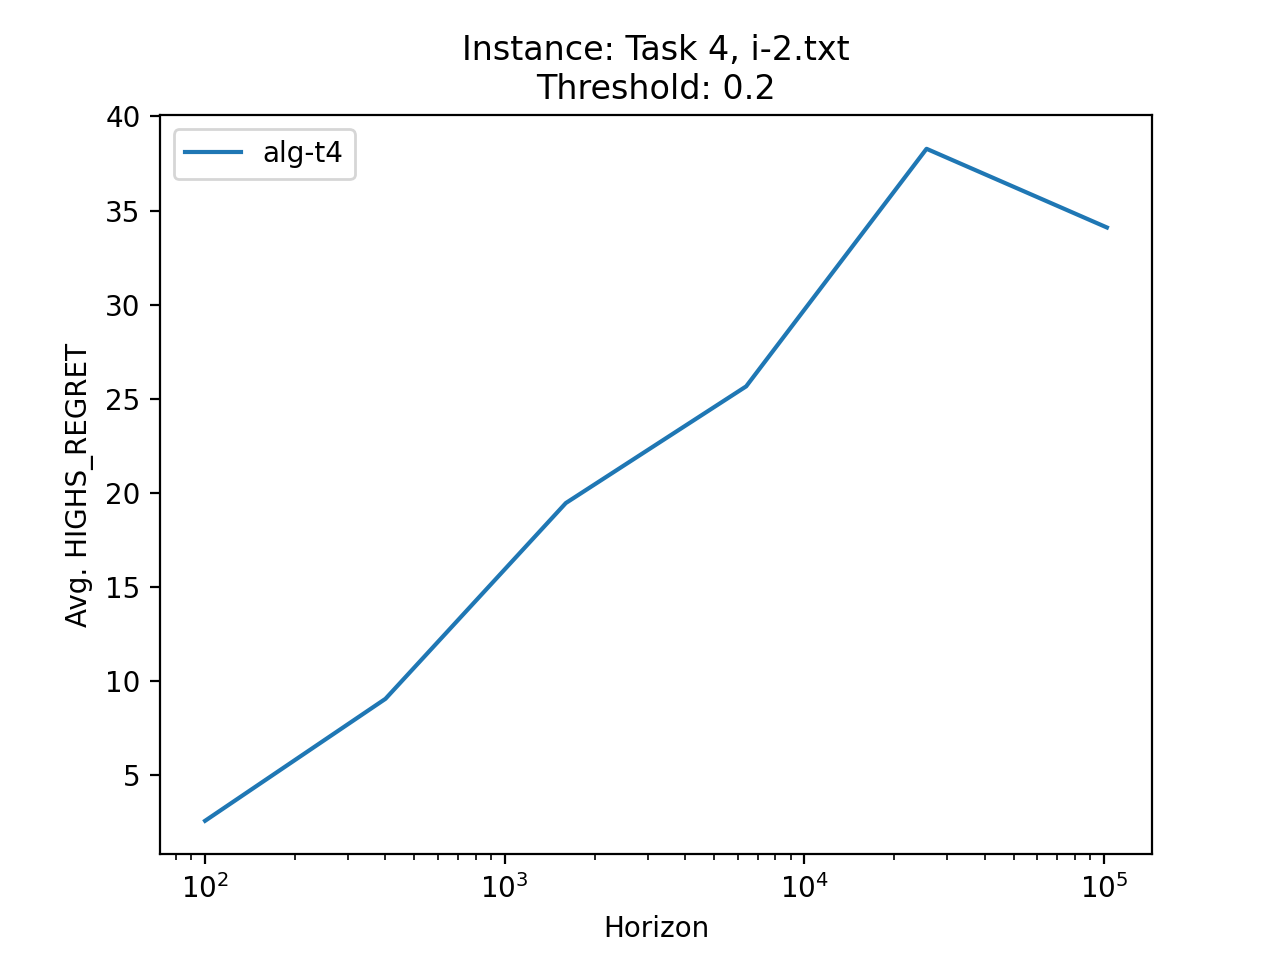 Instance: Task 4, i-2.txt
Threshold: 0.2
alg-t4
Avg. HIGHS_REGRET
40
35
30
25
20
15
10
5
10² 10³ 10⁴ 10⁵
Horizon